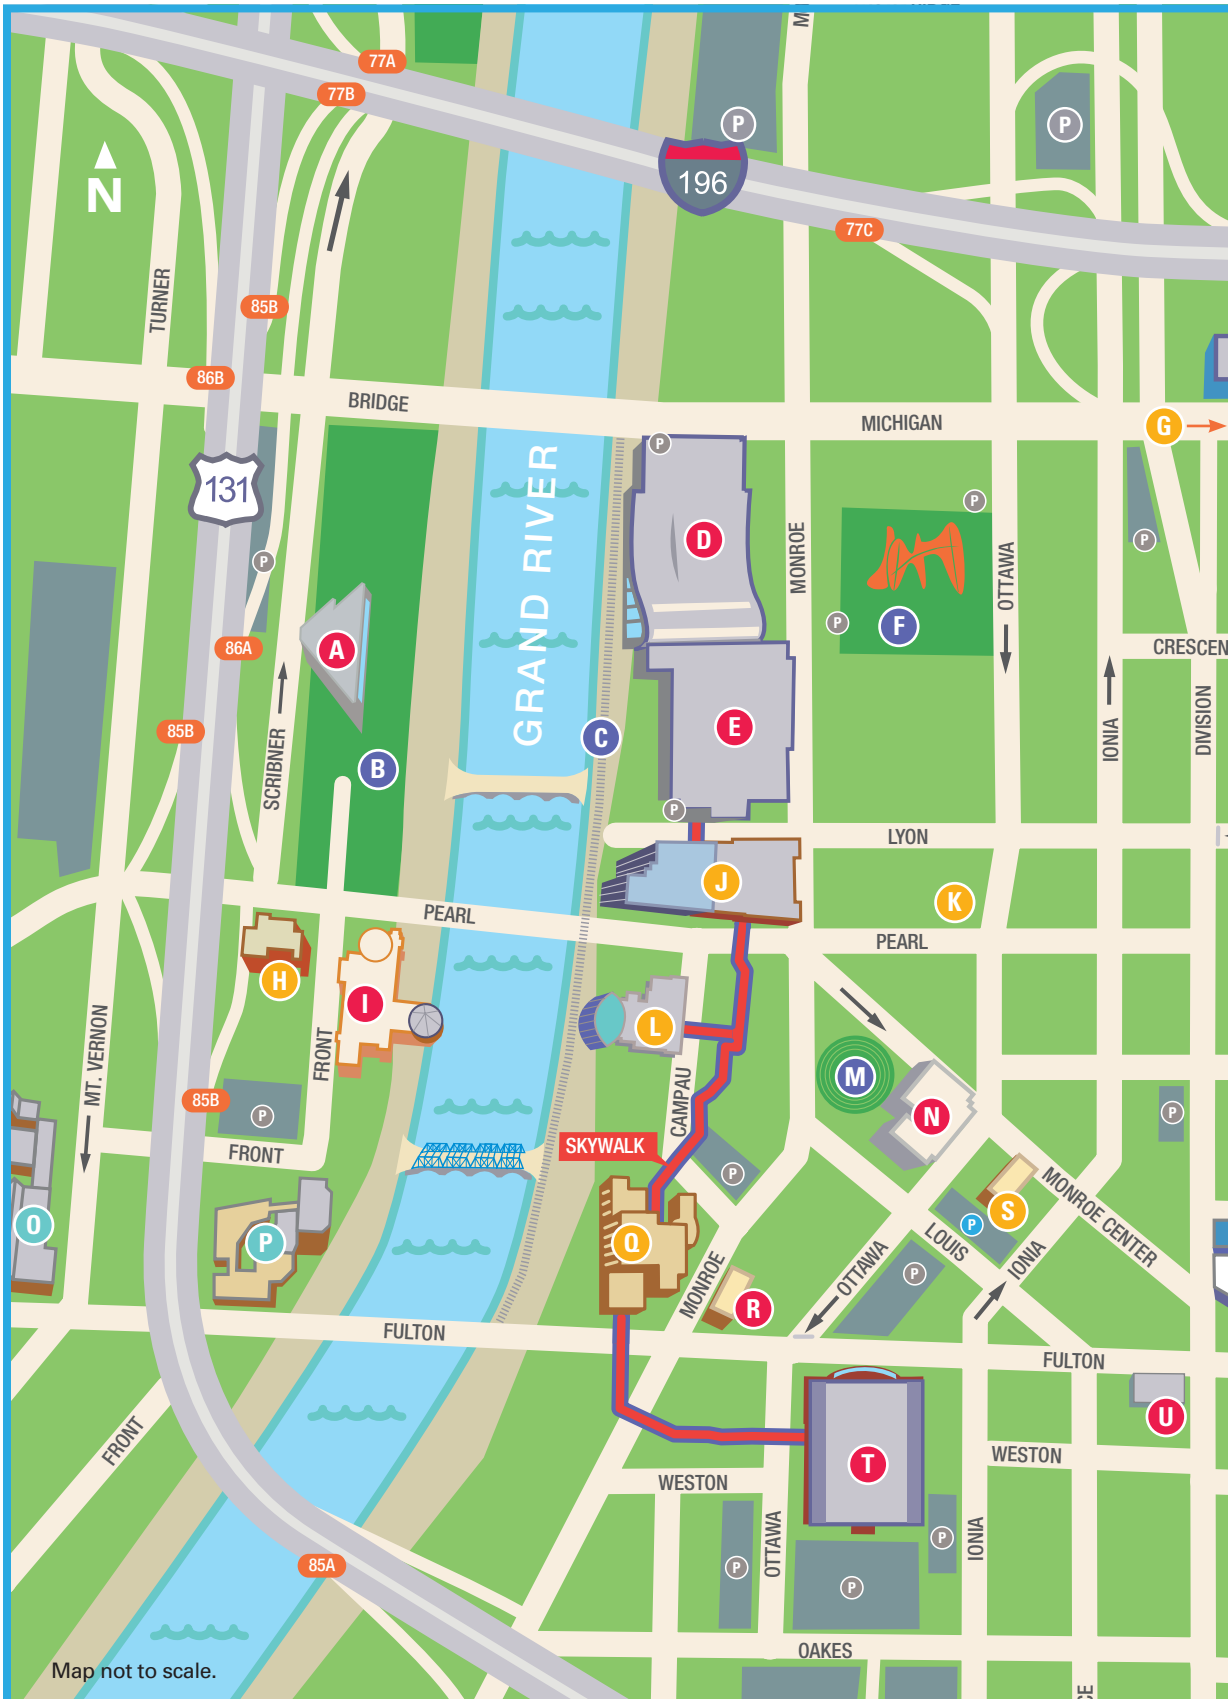 77A
77B
P
P
N
196
77C
TURNER
85B
86B
BRIDGE
MICHIGAN
G
P
131
GRAND RIVER
D
P
P
MONROE
OTTAWA
P
A
86A
P
F
CRESCEN
85B
SCRIBNER
B
C
E
IONIA
DIVISION
P
LYON
J
K
PEARL
PEARL
H
I
L
MT. VERNON
FRONT
CAMPAU
M
N
85B
P
P
FRONT
SKYWALK
P
MONROE CENTER
O
P
Q
S
P
LOUIS
OTTAWA
IONIA
P
MONROE
R
FULTON
FULTON
U
FRONT
T
WESTON
WESTON
OTTAWA
IONIA
P
85A
P
P
OAKES
Map not to scale.
CE